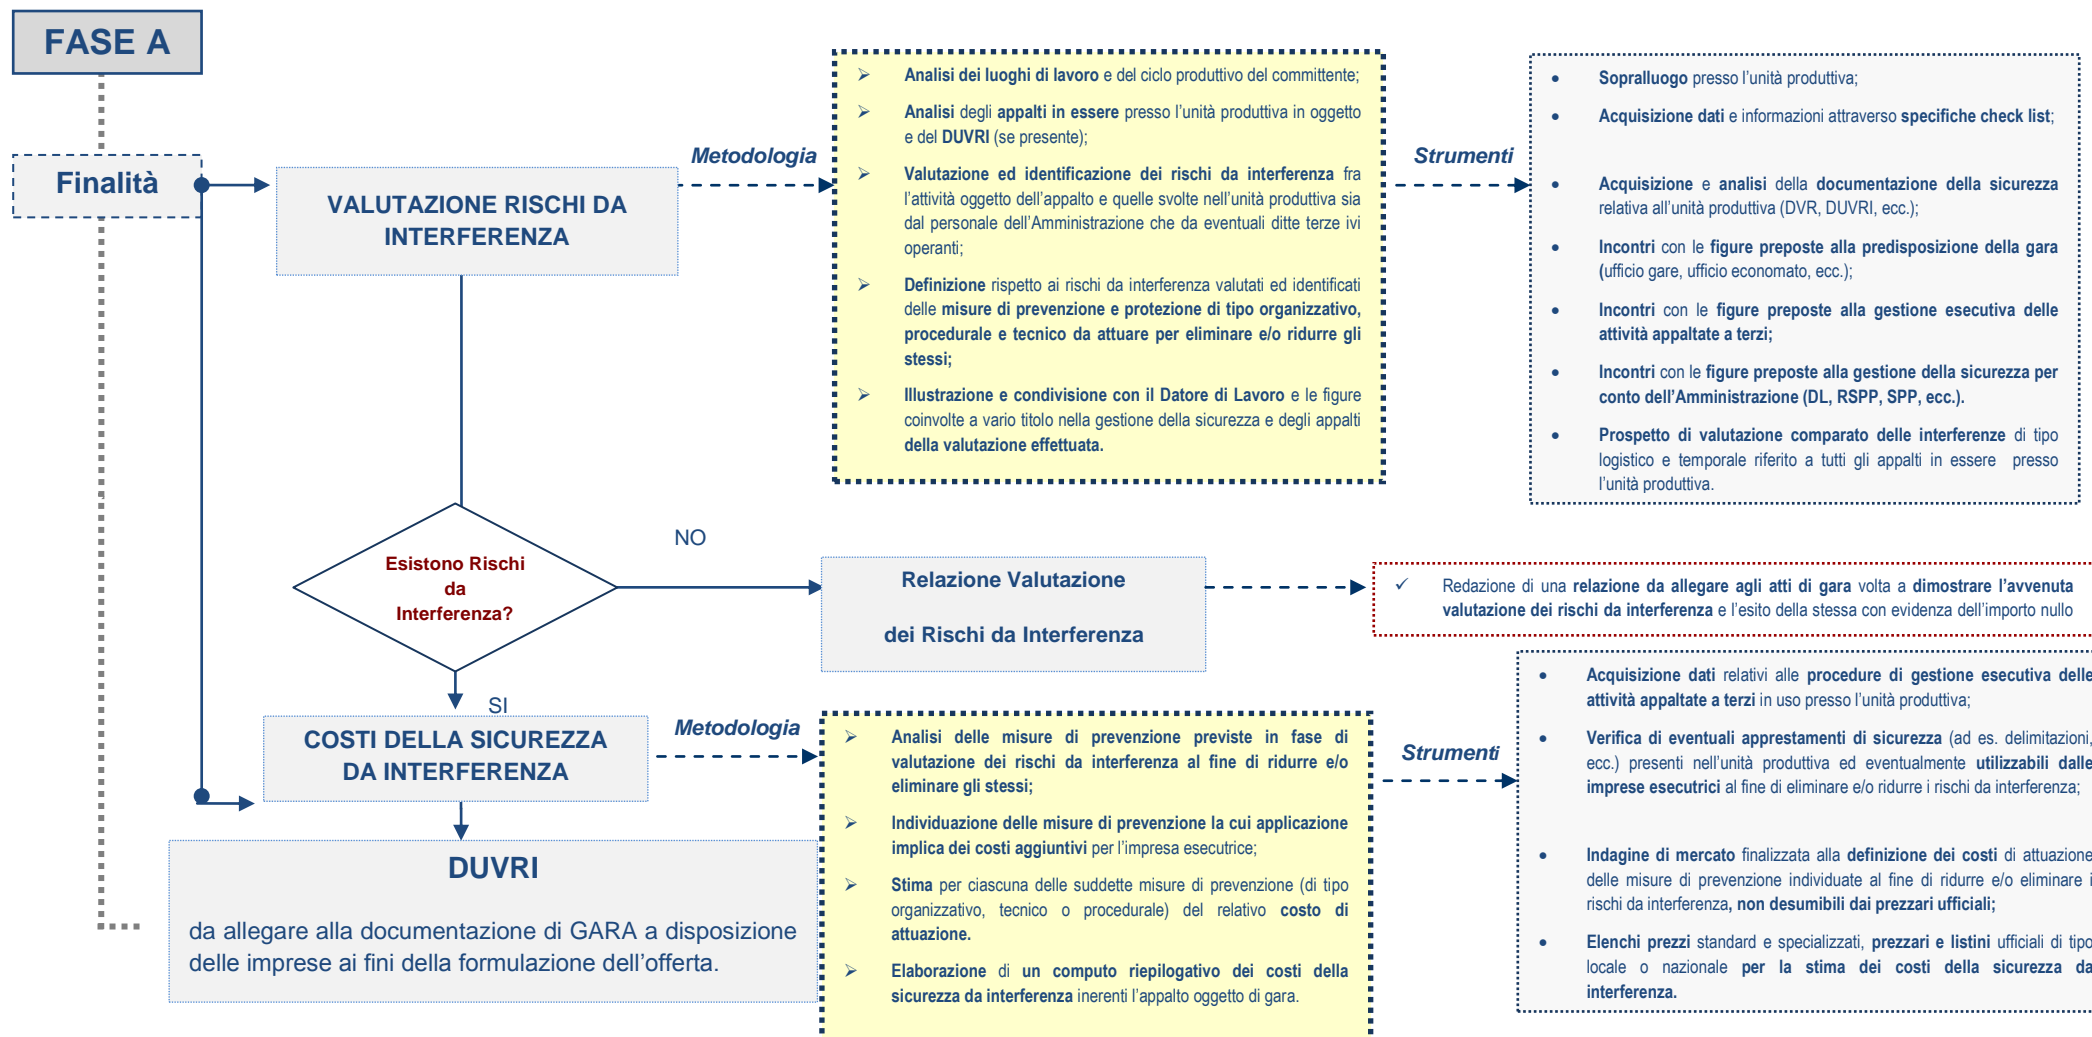 FASE A
Finalità
VALUTAZIONE RISCHI DA
INTERFERENZA
Metodologia
➢ Analisi dei luoghi di lavoro e del ciclo produttivo del committente;
➢ Analisi degli appalti in essere presso l'unità produttiva in oggetto
e del DUVRI (se presente);
➢ Valutazione ed identificazione dei rischi da interferenza fra
l'attività oggetto dell'appalto e quelle svolte nell'unità produttiva sia
dal personale dell'Amministrazione che da eventuali ditte terze ivi
operanti;
➢ Definizione rispetto ai rischi da interferenza valutati ed identificati
delle misure di prevenzione e protezione di tipo organizzativo,
procedurale e tecnico da attuare per eliminare e/o ridurre gli
stessi;
➢ Illustrazione e condivisione con il Datore di Lavoro e le figure
coinvolte a vario titolo nella gestione della sicurezza e degli appalti
della valutazione effettuata.
Strumenti
• Sopralluogo presso l'unità produttiva;
• Acquisizione dati e informazioni attraverso specifiche check list;
• Acquisizione e analisi della documentazione della sicurezza
relativa all'unità produttiva (DVR, DUVRI, ecc.);
• Incontri con le figure preposte alla predisposizione della gara
(ufficio gare, ufficio economato, ecc.);
• Incontri con le figure preposte alla gestione esecutiva delle
attività appaltate a terzi;
• Incontri con le figure preposte alla gestione della sicurezza per
conto dell'Amministrazione (DL, RSPP, SPP, ecc.).
• Prospetto di valutazione comparato delle interferenze di tipo
logistico e temporale riferito a tutti gli appalti in essere presso
l'unità produttiva.
Esistono Rischi
da
Interferenza?
NO
Relazione Valutazione
dei Rischi da Interferenza
✓ Redazione di una relazione da allegare agli atti di gara volta a dimostrare l'avvenuta
valutazione dei rischi da interferenza e l'esito della stessa con evidenza dell'importo nullo
SI
COSTI DELLA SICUREZZA
DA INTERFERENZA
Metodologia
➢ Analisi delle misure di prevenzione previste in fase di
valutazione dei rischi da interferenza al fine di ridurre e/o
eliminare gli stessi;
➢ Individuazione delle misure di prevenzione la cui applicazione
implica dei costi aggiuntivi per l'impresa esecutrice;
➢ Stima per ciascuna delle suddette misure di prevenzione (di tipo
organizzativo, tecnico o procedurale) del relativo costo di
attuazione.
➢ Elaborazione di un computo riepilogativo dei costi della
sicurezza da interferenza inerenti l'appalto oggetto di gara.
Strumenti
• Acquisizione dati relativi alle procedure di gestione esecutiva delle
attività appaltate a terzi in uso presso l'unità produttiva;
• Verifica di eventuali apprestamenti di sicurezza (ad es. delimitazioni,
ecc.) presenti nell'unità produttiva ed eventualmente utilizzabili dalle
imprese esecutrici al fine di eliminare e/o ridurre i rischi da interferenza;
• Indagine di mercato finalizzata alla definizione dei costi di attuazione
delle misure di prevenzione individuate al fine di ridurre e/o eliminare i
rischi da interferenza, non desumibili dai prezzari ufficiali;
• Elenchi prezzi standard e specializzati, prezzari e listini ufficiali di tipo
locale o nazionale per la stima dei costi della sicurezza da
interferenza.
DUVRI
da allegare alla documentazione di GARA a disposizione
delle imprese ai fini della formulazione dell'offerta.